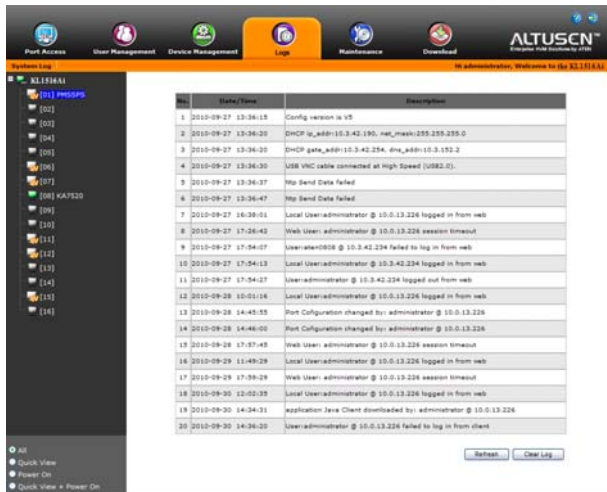 Port Access User Management Device Management Logs Maintenance Download
ALTUSCN™
System Log
Hi administrator, Welcome to the KL1516Ai
KL1516Ai
[01] PMSSPS
[02]
[03]
[04]
[05]
[06]
[07]
[08] KA7520
[09]
[10]
[11]
[12]
[13]
[14]
[15]
[16]
No. Date/Time Description
1 2010-09-27 13:36:15 Config version is V5
2 2010-09-27 13:36:20 DHCP ip_addr:10.3.42.190, net_mask:255.255.255.0
3 2010-09-27 13:36:20 DHCP gate_addr:10.3.42.254, dns_addr:10.3.152.2
4 2010-09-27 13:36:30 USB VNC cable connected at High Speed (USB2.0).
5 2010-09-27 13:36:37 Ntp Send Data failed
6 2010-09-27 13:36:47 Ntp Send Data failed
7 2010-09-27 16:38:01 Local User:administrator @ 10.0.13.226 logged in from web
8 2010-09-27 17:26:42 Web User: administrator @ 10.0.13.226 session timeout
9 2010-09-27 17:54:07 User:aten0808 @ 10.3.42.234 failed to log in from web
10 2010-09-27 17:54:13 Local User:administrator @ 10.3.42.234 logged in from web
11 2010-09-27 17:54:27 User:administrator @ 10.3.42.234 logged out from web
12 2010-09-28 10:01:16 Local User:administrator @ 10.0.13.226 logged in from web
13 2010-09-28 14:45:55 Port Cofiguration changed by: administrator @ 10.0.13.226
14 2010-09-28 14:46:00 Port Cofiguration changed by: administrator @ 10.0.13.226
15 2010-09-28 17:57:45 Web User: administrator @ 10.0.13.226 session timeout
16 2010-09-29 11:49:29 Local User:administrator @ 10.0.13.226 logged in from web
17 2010-09-29 17:59:29 Web User: administrator @ 10.0.13.226 session timeout
18 2010-09-30 12:02:35 Local User:administrator @ 10.0.13.226 logged in from web
19 2010-09-30 14:34:31 application Java Client downloaded by: administrator @ 10.0.13.226
20 2010-09-30 14:36:20 User:administrator @ 10.0.13.226 failed to log in from client
Refresh Clear Log
All
Quick View
Power On
Quick View + Power On